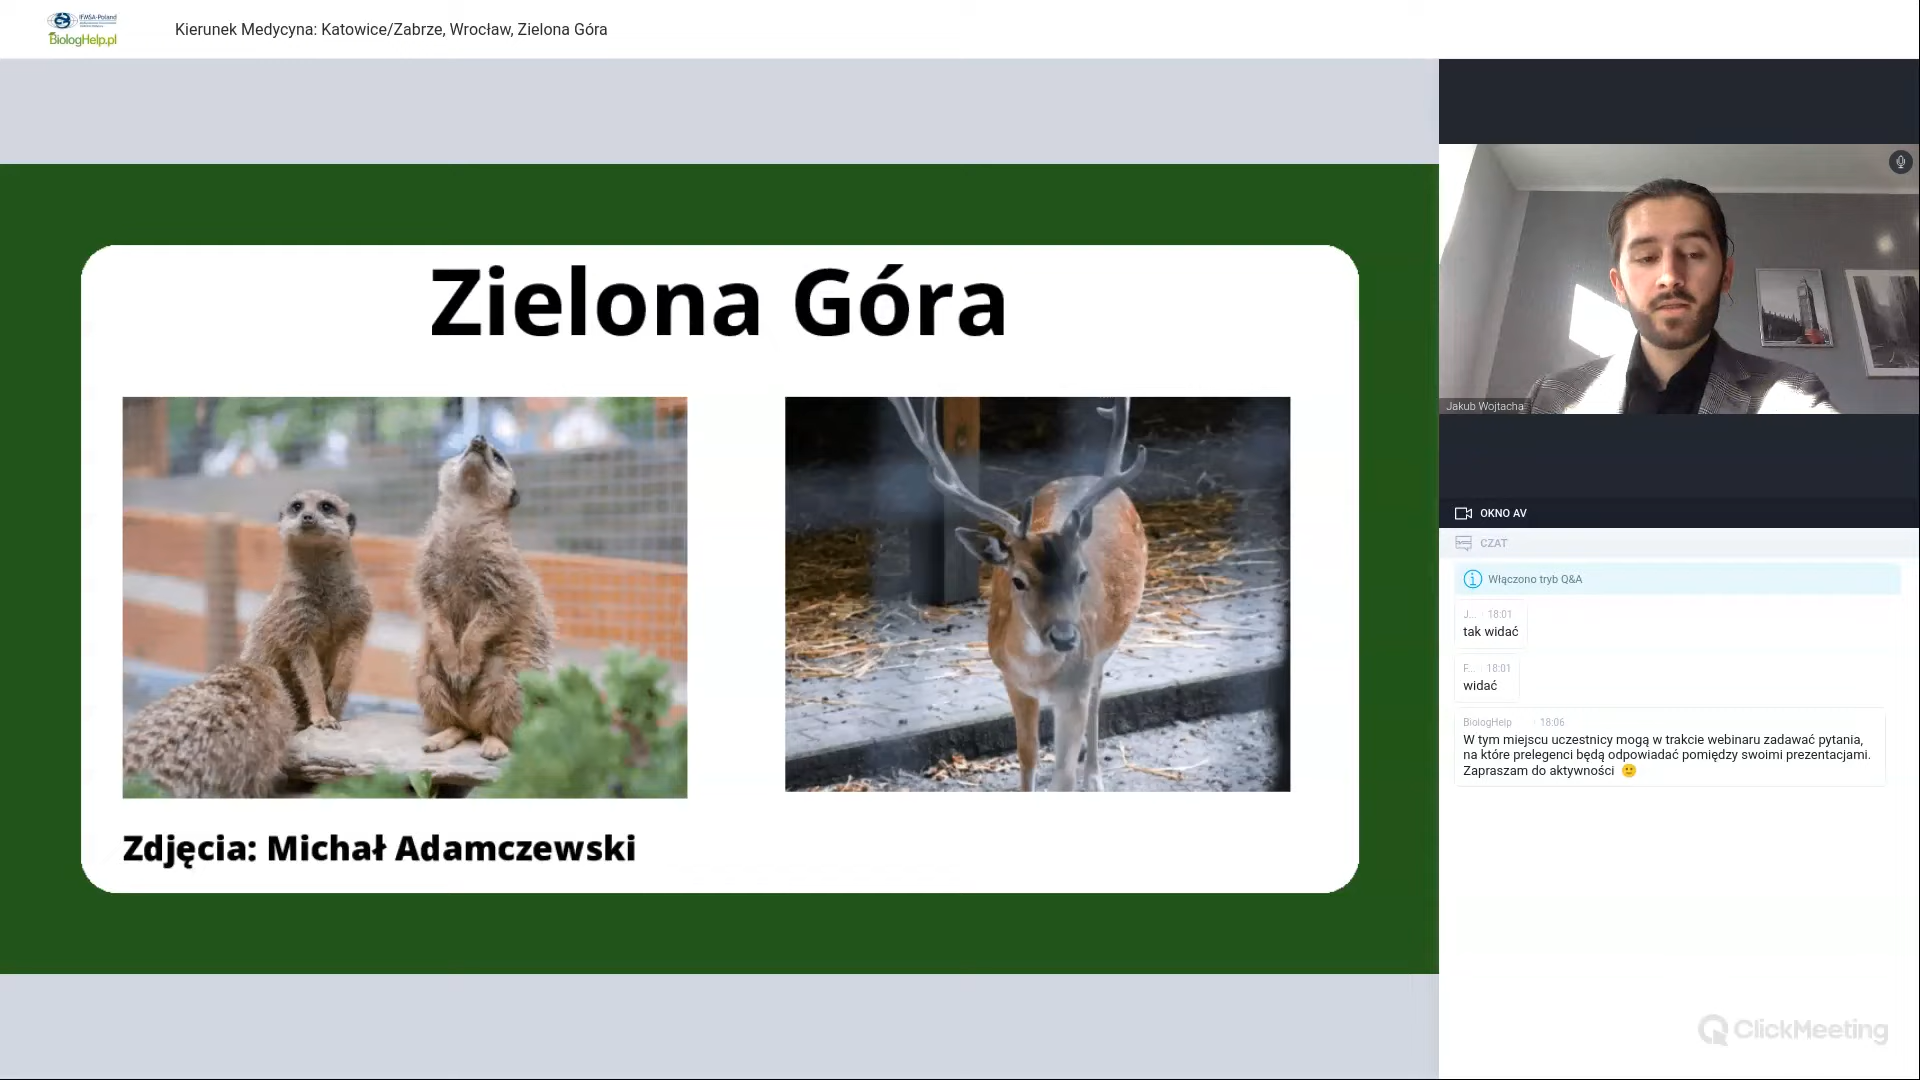 IFMSA-Poland
BiologHelp.pl
Kierunek Medycyna: Katowice/Zabrze, Wrocław, Zielona Góra
Zielona Góra
Zdjęcia: Michał Adamczewski
Jakub Wojtacha
OKNO AV
CZAT
Włączono tryb Q&A
J... 18:01
tak widać
F... 18:01
widać
BiologHelp 18:06
W tym miejscu uczestnicy mogą w trakcie webinaru zadawać pytania,
na które prelegenci będą odpowiadać pomiędzy swoimi prezentacjami.
Zapraszam do aktywności 🙂
ClickMeeting